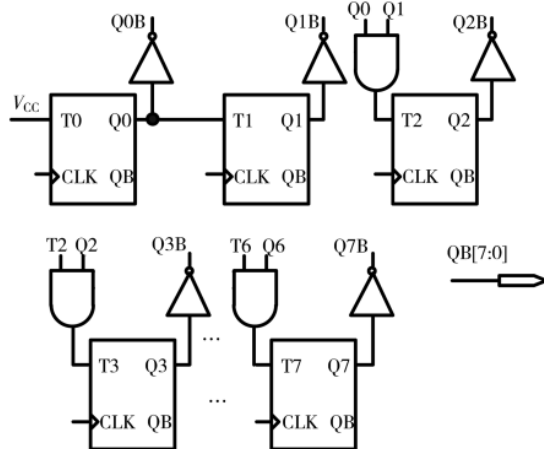 Q0B Q1B Q0 Q1 Q2B
VCC T0 Q0 T1 Q1 T2 Q2
CLK QB CLK QB CLK QB
T2 Q2 Q3B T6 Q6 Q7B QB[7:0]
...
T3 Q3 T7 Q7
...
CLK QB CLK QB